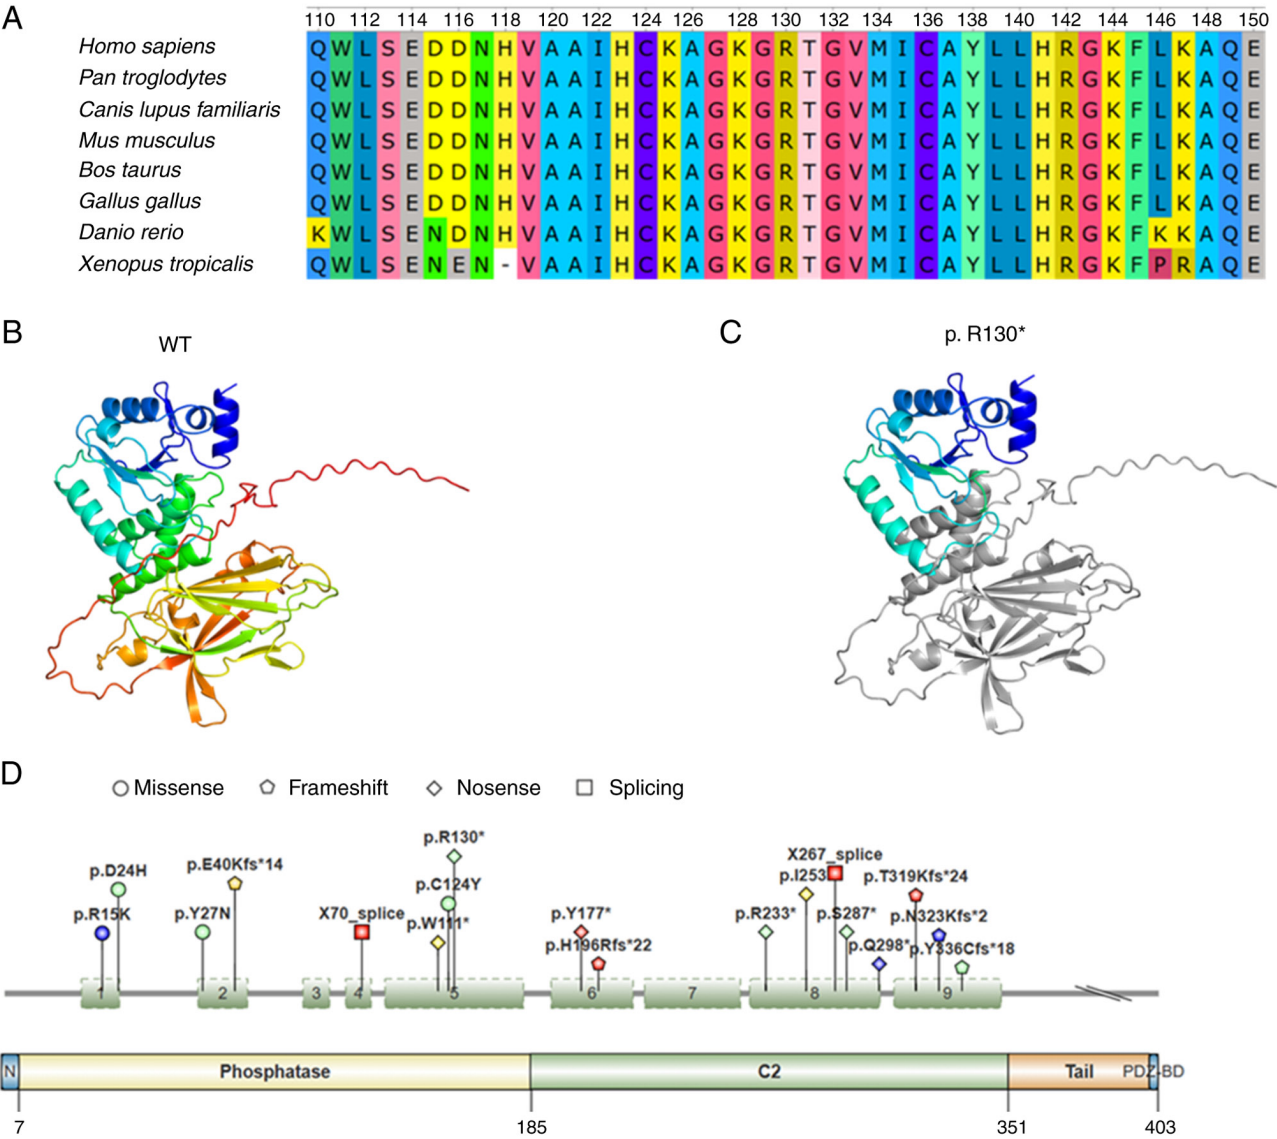 A
110 112 114 116 118 120 122 124 126 128 130 132 134 136 138 140 142 144 146 148 150
Homo sapiens Q W L S E D D N H V A A I H C K A G K G R T G V M I C A Y L L H R G K F L K A Q E
Pan troglodytes Q W L S E D D N H V A A I H C K A G K G R T G V M I C A Y L L H R G K F L K A Q E
Canis lupus familiaris Q W L S E D D N H V A A I H C K A G K G R T G V M I C A Y L L H R G K F L K A Q E
Mus musculus Q W L S E D D N H V A A I H C K A G K G R T G V M I C A Y L L H R G K F L K A Q E
Bos taurus Q W L S E D D N H V A A I H C K A G K G R T G V M I C A Y L L H R G K F L K A Q E
Gallus gallus Q W L S E D D N H V A A I H C K A G K G R T G V M I C A Y L L H R G K F L K A Q E
Danio rerio K W L S E N D N H V A A I H C K A G K G R T G V M I C A Y L L H R G K F K K A Q E
Xenopus tropicalis Q W L S E N E N - V A A I H C K A G K G R T G V M I C A Y L L H R G K F P R A Q E
B
WT
C
p. R130*
D
Missense Frameshift Nosense Splicing
p.R130*
X267_splice
p.D24H p.E40Kfs*14 p.C124Y p.I253 p.T319Kfs*24
p.R15K p.Y27N X70_splice p.W111* p.Y177* p.R233* p.S287* p.N323Kfs*2
p.H196Rfs*22 p.Q298* p.Y336Cfs*18
1 2 3 4 5 6 7 8 9
N Phosphatase C2 Tail PDZ-BD
7 185 351 403